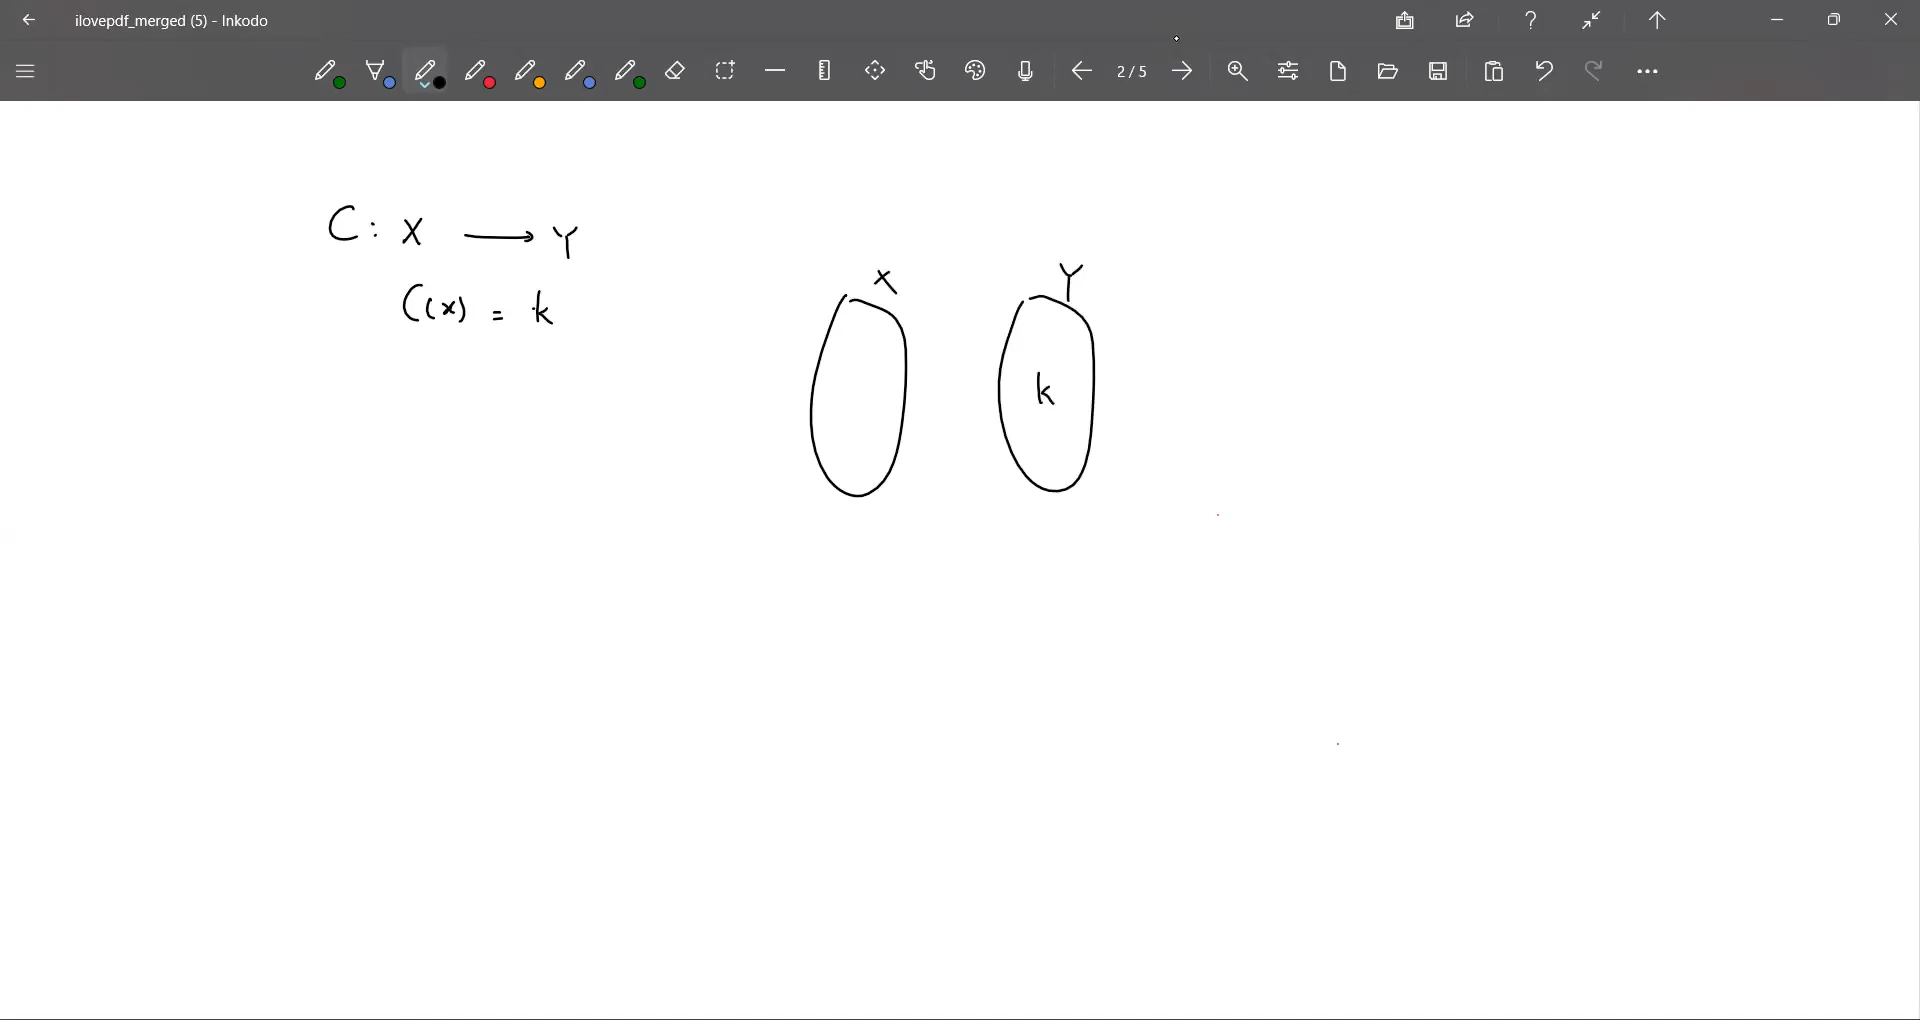 ilovepdf_merged (5) - Inkodo
2 / 5
C: X ⟶ Y
C(x) = k
X Y
k